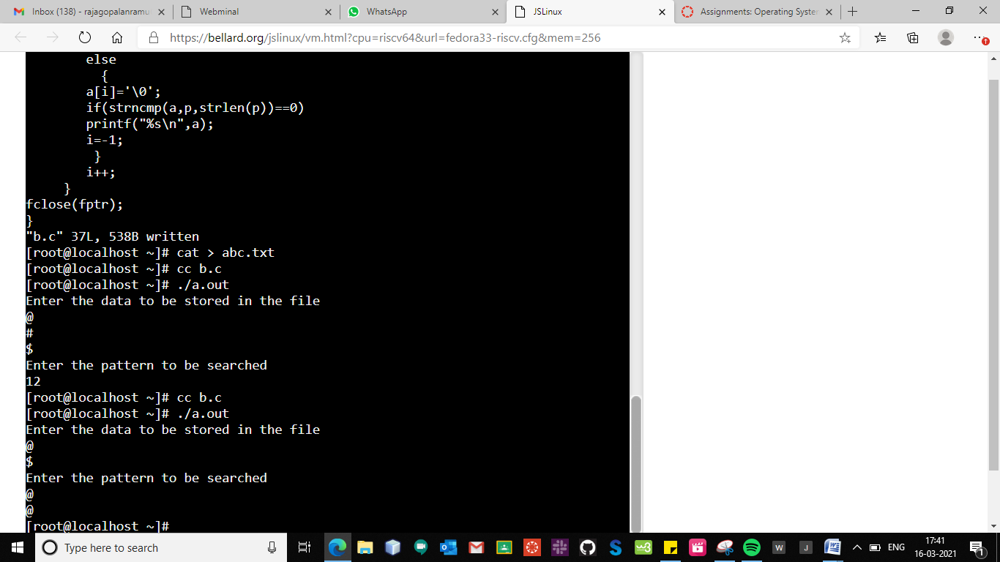 Inbox (138) - rajagopalanramu
Webminal
WhatsApp
JSLinux
Assignments: Operating System
https://bellard.org/jslinux/vm.html?cpu=riscv64&url=fedora33-riscv.cfg&mem=256
else
{
a[i]='\0';
if(strncmp(a,p,strlen(p))==0)
printf("%s\n",a);
i=-1;
}
i++;
}
fclose(fptr);
}
"b.c" 37L, 538B written
[root@localhost ~]# cat > abc.txt
[root@localhost ~]# cc b.c
[root@localhost ~]# ./a.out
Enter the data to be stored in the file
@
#
$
Enter the pattern to be searched
12
[root@localhost ~]# cc b.c
[root@localhost ~]# ./a.out
Enter the data to be stored in the file
@
$
Enter the pattern to be searched
@
@
[root@localhost ~]#
Type here to search
W
J
ENG
17:41
16-03-2021
1